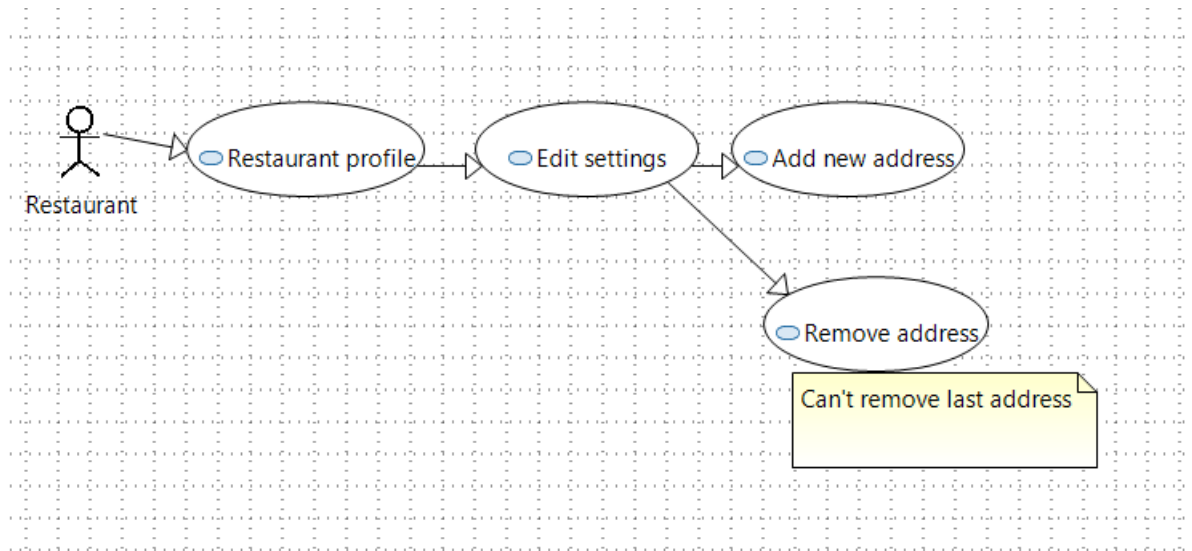 Restaurant profile
Edit settings
Add new address
Restaurant
Remove address
Can't remove last address